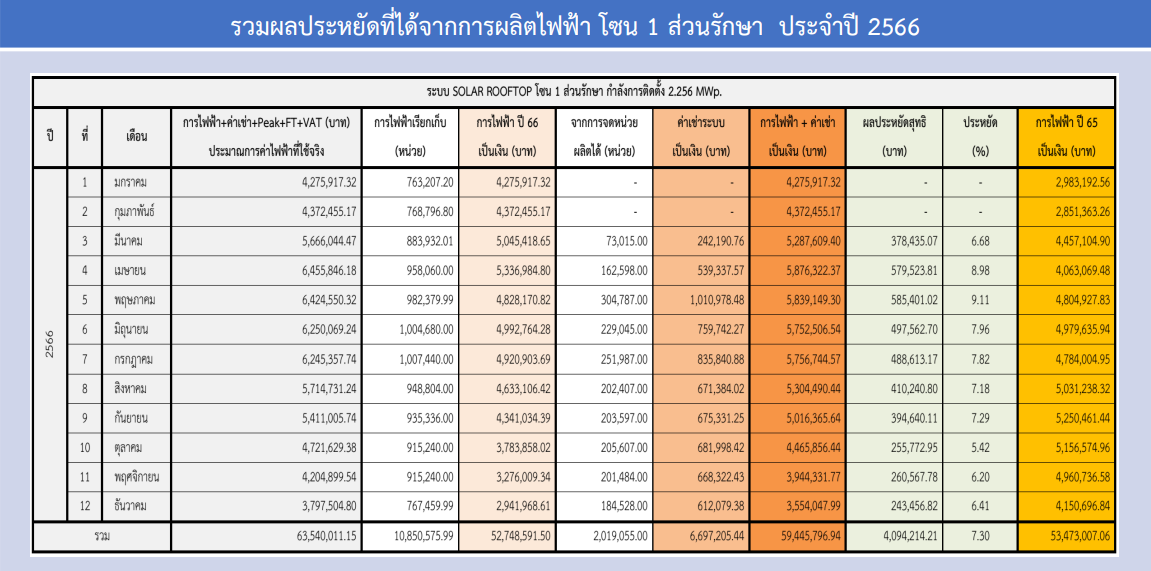 รวมผลประหยัดที่ได้จากการผลิตไฟฟ้า โซน 1 ส่วนรักษา ประจำปี 2566
ระบบ SOLAR ROOFTOP โซน 1 ส่วนรักษา กำลังการติดตั้ง 2.256 MWp.
ปี ที่ เดือน การไฟฟ้า+ค่าเช่า+Peak+FT+VAT (บาท) การไฟฟ้าเรียกเก็บ การไฟฟ้า ปี 66 จากการจดหน่วย ค่าเช่าระบบ การไฟฟ้า + ค่าเช่า ผลประหยัดสุทธิ ประหยัด การไฟฟ้า ปี 65
ประมาณการค่าไฟฟ้าที่ใช้จริง (หน่วย) เป็นเงิน (บาท) ผลิตได้ (หน่วย) เป็นเงิน (บาท) เป็นเงิน (บาท) (บาท) (%) เป็นเงิน (บาท)
2566
1 มกราคม 4,275,917.32 763,207.20 4,275,917.32 - - 4,275,917.32 - - 2,983,192.56
2 กุมภาพันธ์ 4,372,455.17 768,796.80 4,372,455.17 - - 4,372,455.17 - - 2,851,363.26
3 มีนาคม 5,666,044.47 883,932.01 5,045,418.65 73,015.00 242,190.76 5,287,609.40 378,435.07 6.68 4,457,104.90
4 เมษายน 6,455,846.18 958,060.00 5,336,984.80 162,598.00 539,337.57 5,876,322.37 579,523.81 8.98 4,063,069.48
5 พฤษภาคม 6,424,550.32 982,379.99 4,828,170.82 304,787.00 1,010,978.48 5,839,149.30 585,401.02 9.11 4,804,927.83
6 มิถุนายน 6,250,069.24 1,004,680.00 4,992,764.28 229,045.00 759,742.27 5,752,506.54 497,562.70 7.96 4,979,635.94
7 กรกฎาคม 6,245,357.74 1,007,440.00 4,920,903.69 251,987.00 835,840.88 5,756,744.57 488,613.17 7.82 4,784,004.95
8 สิงหาคม 5,714,731.24 948,804.00 4,633,106.42 202,407.00 671,384.02 5,304,490.44 410,240.80 7.18 5,031,238.32
9 กันยายน 5,411,005.74 935,336.00 4,341,034.39 203,597.00 675,331.25 5,016,365.64 394,640.11 7.29 5,250,461.44
10 ตุลาคม 4,721,629.38 915,240.00 3,783,858.02 205,607.00 681,998.42 4,465,856.44 255,772.95 5.42 5,156,574.96
11 พฤศจิกายน 4,204,899.54 915,240.00 3,276,009.34 201,484.00 668,322.43 3,944,331.77 260,567.78 6.20 4,960,736.58
12 ธันวาคม 3,797,504.80 767,459.99 2,941,968.61 184,528.00 612,079.38 3,554,047.99 243,456.82 6.41 4,150,696.84
รวม 63,540,011.15 10,850,575.99 52,748,591.50 2,019,055.00 6,697,205.44 59,445,796.94 4,094,214.21 7.30 53,473,007.06